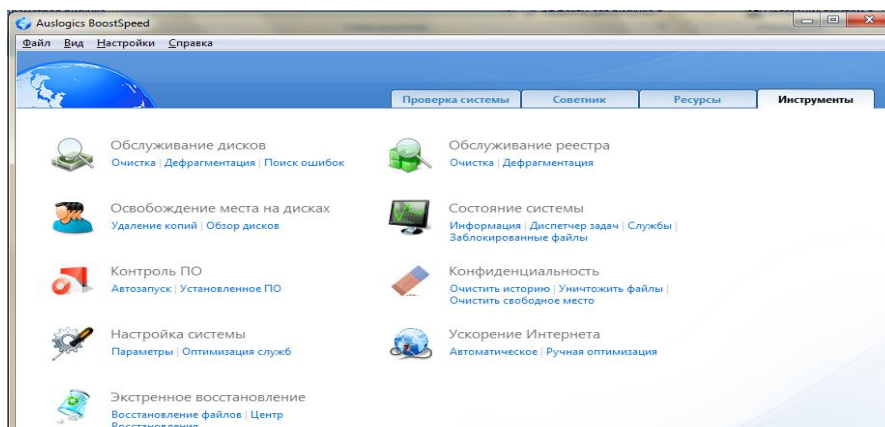 Auslogics BoostSpeed
Файл Вид Настройки Справка
Проверка системы Советник Ресурсы Инструменты
Обслуживание дисков
Очистка | Дефрагментация | Поиск ошибок
Обслуживание реестра
Очистка | Дефрагментация
Освобождение места на дисках
Удаление копий | Обзор дисков
Состояние системы
Информация | Диспетчер задач | Службы |
Заблокированные файлы
Контроль ПО
Автозапуск | Установленное ПО
Конфиденциальность
Очистить историю | Уничтожить файлы |
Очистить свободное место
Настройка системы
Параметры | Оптимизация служб
Ускорение Интернета
Автоматическое | Ручная оптимизация
Экстренное восстановление
Восстановление файлов | Центр
Восстановления